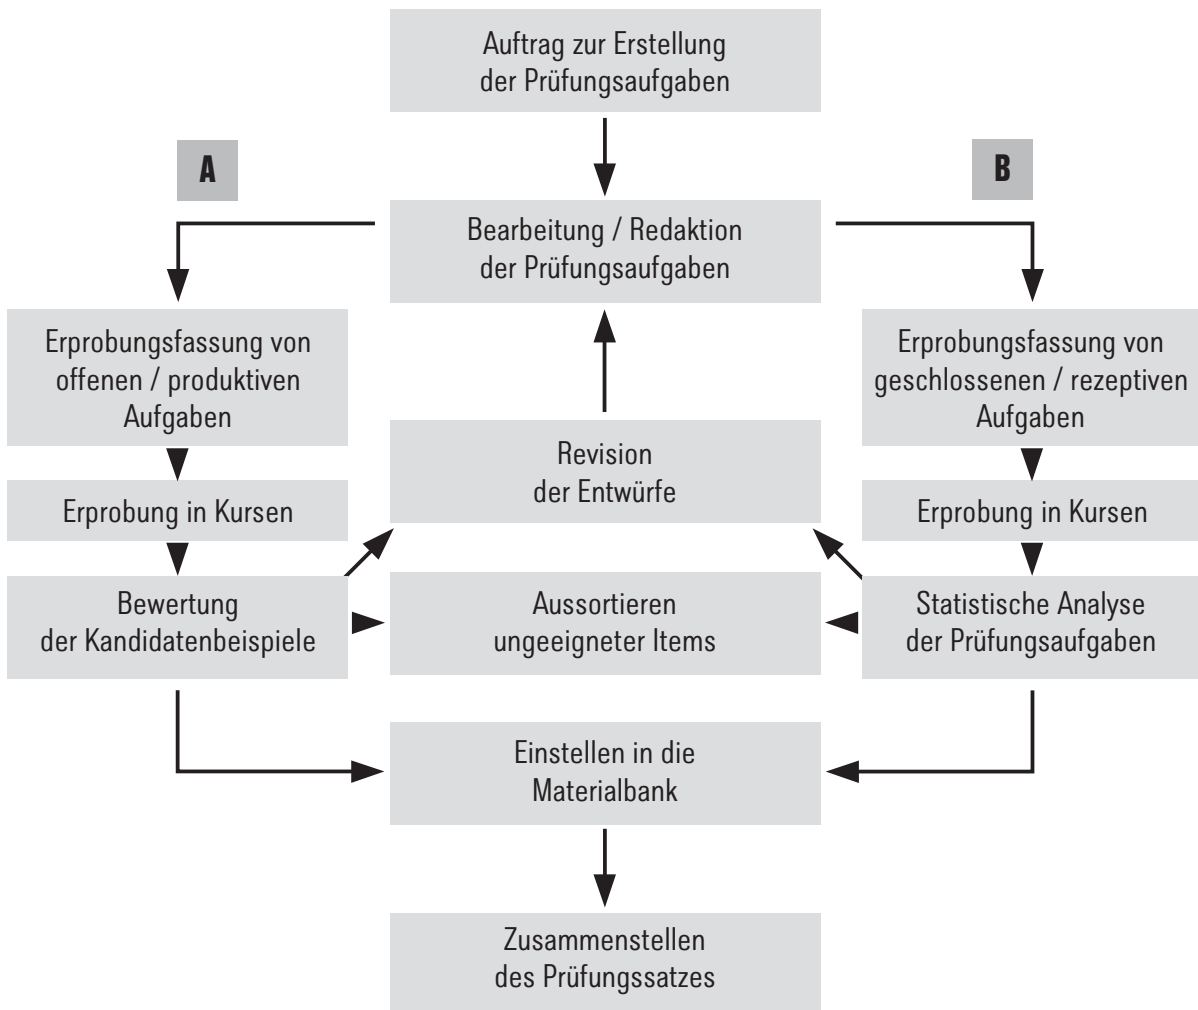 Auftrag zur Erstellung
der Prüfungsaufgaben
A
B
Bearbeitung / Redaktion
der Prüfungsaufgaben
Erprobungsfassung von
offenen / produktiven
Aufgaben
Erprobungsfassung von
geschlossenen / rezeptiven
Aufgaben
Revision
der Entwürfe
Erprobung in Kursen
Erprobung in Kursen
Bewertung
der Kandidatenbeispiele
Aussortieren
ungeeigneter Items
Statistische Analyse
der Prüfungsaufgaben
Einstellen in die
Materialbank
Zusammenstellen
des Prüfungssatzes